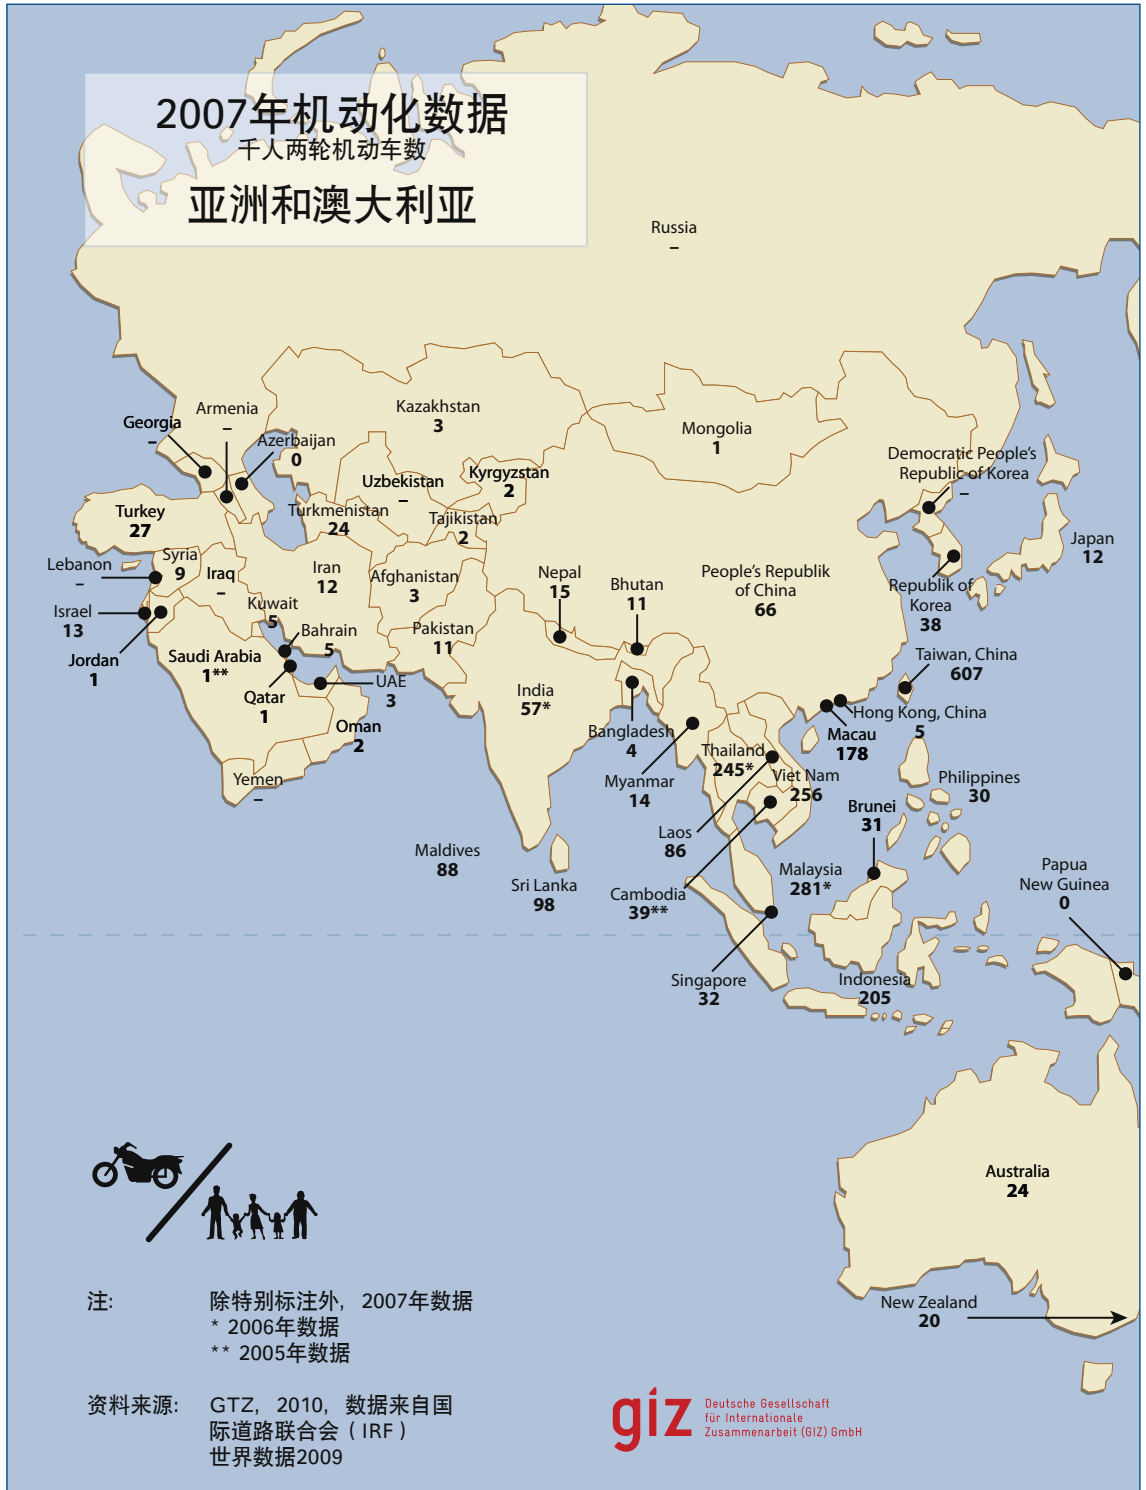 2007年机动化数据
千人两轮机动车数
亚洲和澳大利亚
Russia
–
Kazakhstan
3
Armenia
–
Georgia
–
Azerbaijan
0
Mongolia
1
Democratic People's
Republic of Korea
–
Kyrgyzstan
2
Uzbekistan
–
Turkey
27
Turkmenistan
24
Tajikistan
2
Japan
12
Lebanon
–
Syria
9
Iraq
–
Iran
12
Afghanistan
3
Nepal
15
Bhutan
11
People's Republik
of China
66
Republik of
Korea
38
Israel
13
Kuwait
5
Bahrain
5
Pakistan
11
Jordan
1
Saudi Arabia
1**
Qatar
1
UAE
3
India
57*
Taiwan, China
607
Hong Kong, China
5
Oman
2
Bangladesh
4
Macau
178
Thailand
245*
Yemen
–
Myanmar
14
Viet Nam
256
Philippines
30
Brunei
31
Laos
86
Maldives
88
Sri Lanka
98
Malaysia
281*
Cambodia
39**
Papua
New Guinea
0
Singapore
32
Indonesia
205
Australia
24
New Zealand
20
注: 除特别标注外, 2007年数据
* 2006年数据
** 2005年数据
资料来源: GTZ, 2010, 数据来自国
际道路联合会（IRF）
世界数据2009
giz
Deutsche Gesellschaft
für Internationale
Zusammenarbeit (GIZ) GmbH